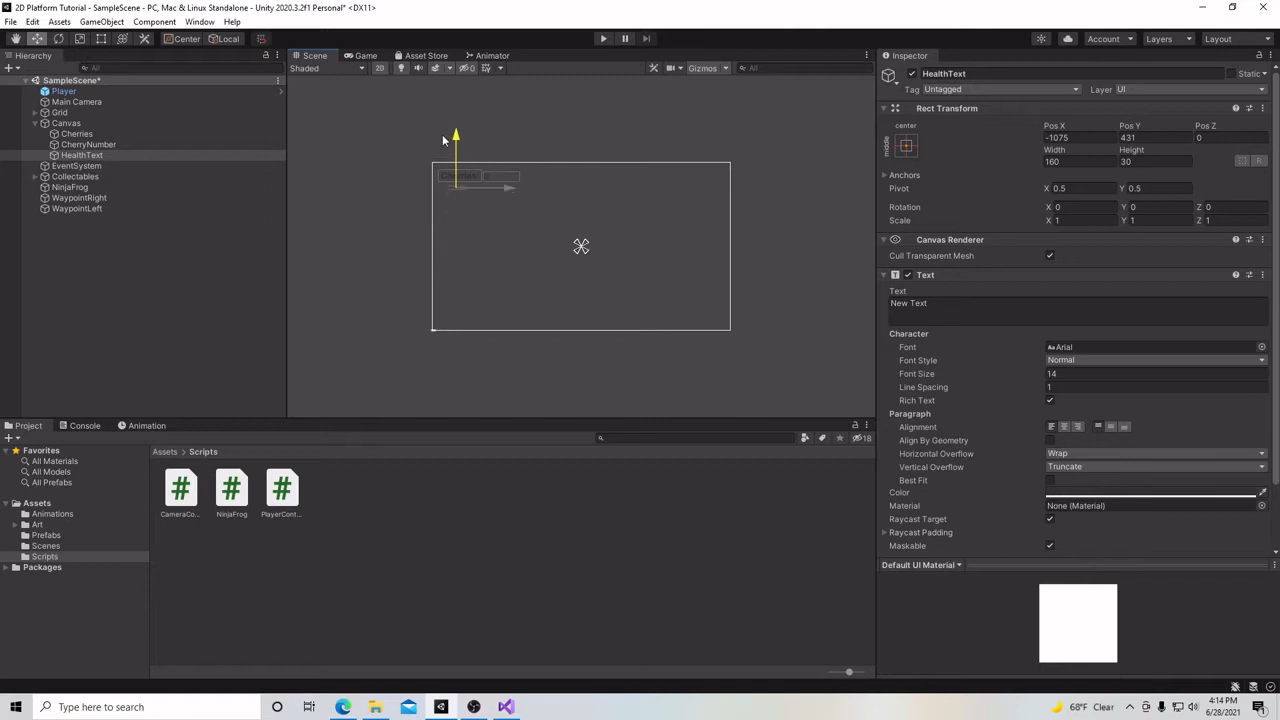 2D Platform Tutorial - SampleScene - PC, Mac & Linux Standalone - Unity 2020.3.2f1 Personal* <DX11>
File Edit Assets GameObject Component Window Help
Center Local Account Layers Layout
Hierarchy
All
SampleScene*
Player
Main Camera
Grid
Canvas
Cherries
CherryNumber
HealthText
EventSystem
Collectables
NinjaFrog
WaypointRight
WaypointLeft
Scene Game Asset Store Animator
Shaded 2D 0 Gizmos All
Inspector
HealthText Static
Tag Untagged Layer UI
Rect Transform
center
middle
Pos X Pos Y Pos Z
-1075 431 0
Width Height
160 30
R
Anchors
Pivot X 0.5 Y 0.5
Rotation X 0 Y 0 Z 0
Scale X 1 Y 1 Z 1
Canvas Renderer
Cull Transparent Mesh
Text
Text
New Text
Character
Font Aa Arial
Font Style Normal
Font Size 14
Line Spacing 1
Rich Text
Paragraph
Alignment
Align By Geometry
Horizontal Overflow Wrap
Vertical Overflow Truncate
Best Fit
Color
Material None (Material)
Raycast Target
Raycast Padding
Maskable
Default UI Material
Project Console Animation
18
Favorites
All Materials
All Models
All Prefabs
Assets
Animations
Art
Prefabs
Scenes
Scripts
Packages
Assets Scripts
CameraCo... NinjaFrog PlayerCont...
Type here to search
68°F Clear
4:14 PM
6/28/2021